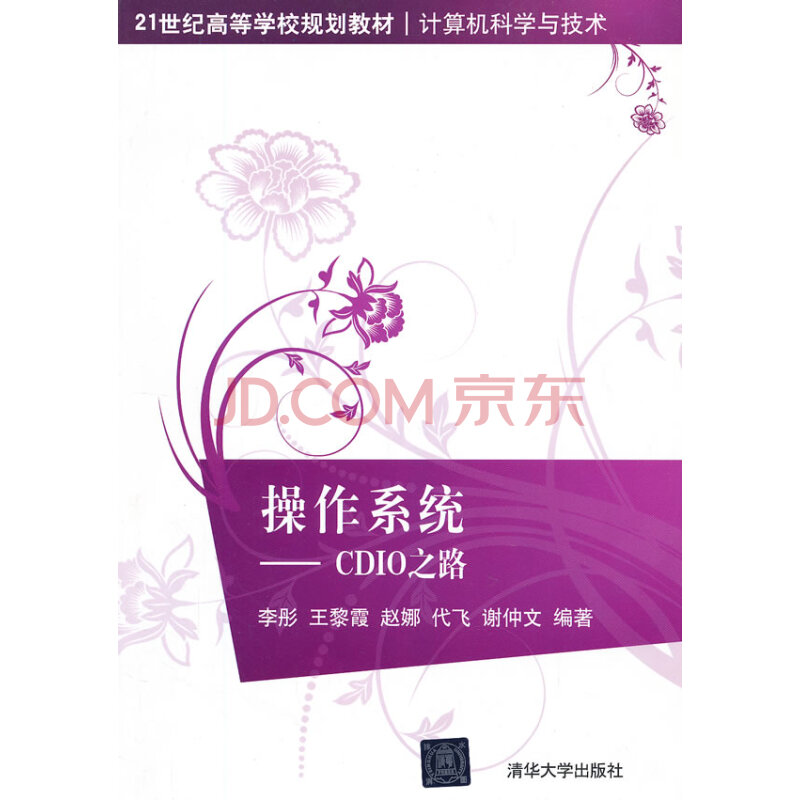 21世纪高等学校规划教材|计算机科学与技术
JD.COM 京东
操作系统
——CDIO之路
李彤 王黎霞 赵娜 代飞 谢仲文 编著
清华大学出版社